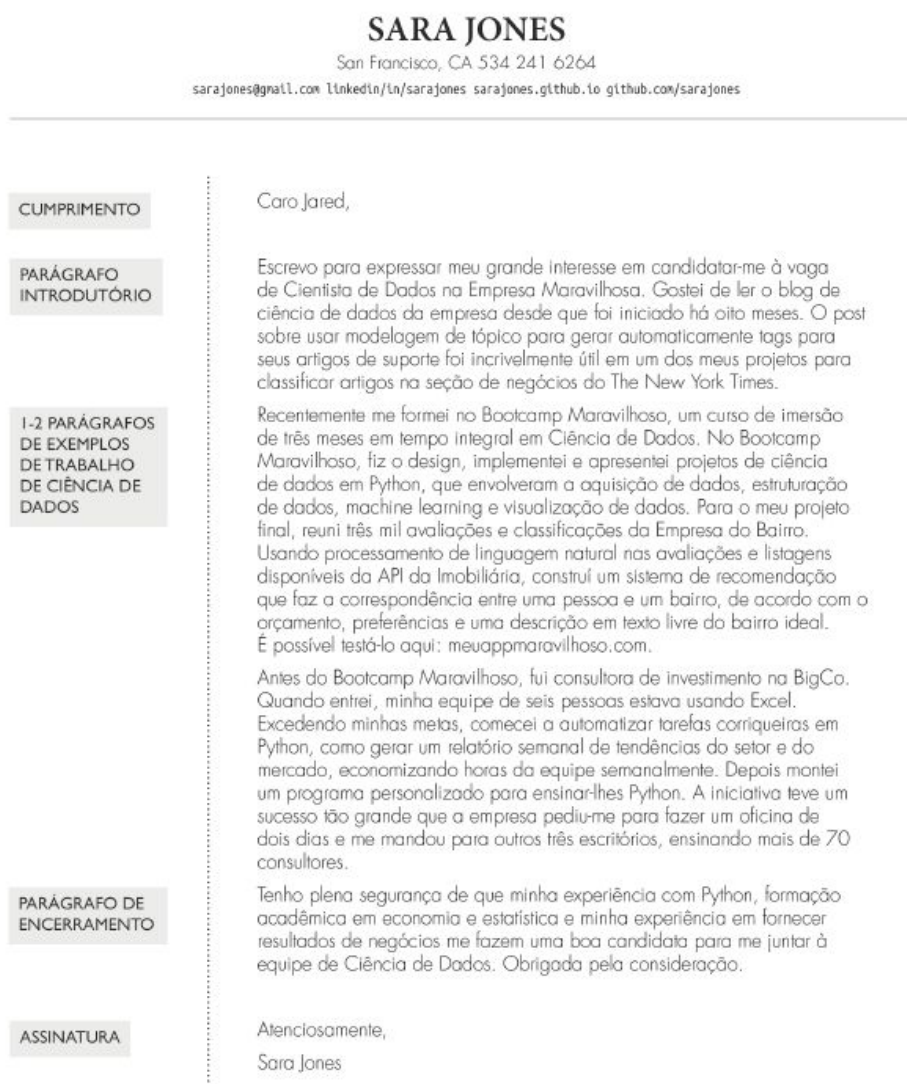 SARA JONES
San Francisco, CA 534 241 6264
sarajones@gmail.com linkedin/in/sarajones sarajones.github.io github.com/sarajones
CUMPRIMENTO
Caro Jared,
PARÁGRAFO
INTRODUTÓRIO
Escrevo para expressar meu grande interesse em candidatar-me à vaga
de Cientista de Dados na Empresa Maravilhosa. Gostei de ler o blog de
ciência de dados da empresa desde que foi iniciado há oito meses. O post
sobre usar modelagem de tópico para gerar automaticamente tags para
seus artigos de suporte foi incrivelmente útil em um dos meus projetos para
classificar artigos na seção de negócios do The New York Times.
1-2 PARÁGRAFOS
DE EXEMPLOS
DE TRABALHO
DE CIÊNCIA DE
DADOS
Recentemente me formei no Bootcamp Maravilhoso, um curso de imersão
de três meses em tempo integral em Ciência de Dados. No Bootcamp
Maravilhoso, fiz o design, implementei e apresentei projetos de ciência
de dados em Python, que envolveram a aquisição de dados, estruturação
de dados, machine learning e visualização de dados. Para o meu projeto
final, reuni três mil avaliações e classificações da Empresa do Bairro.
Usando processamento de linguagem natural nas avaliações e listagens
disponíveis da API da Imobiliária, construí um sistema de recomendação
que faz a correspondência entre uma pessoa e um bairro, de acordo com o
orçamento, preferências e uma descrição em texto livre do bairro ideal.
É possível testá-lo aqui: meuappmaravilhoso.com.
Antes do Bootcamp Maravilhoso, fui consultora de investimento na BigCo.
Quando entrei, minha equipe de seis pessoas estava usando Excel.
Excedendo minhas metas, comecei a automatizar tarefas corriqueiras em
Python, como gerar um relatório semanal de tendências do setor e do
mercado, economizando horas da equipe semanalmente. Depois montei
um programa personalizado para ensinar-lhes Python. A iniciativa teve um
sucesso tão grande que a empresa pediu-me para fazer um oficina de
dois dias e me mandou para outros três escritórios, ensinando mais de 70
consultores.
PARÁGRAFO DE
ENCERRAMENTO
Tenho plena segurança de que minha experiência com Python, formação
acadêmica em economia e estatística e minha experiência em fornecer
resultados de negócios me fazem uma boa candidata para me juntar à
equipe de Ciência de Dados. Obrigada pela consideração.
ASSINATURA
Atenciosamente,
Sara Jones